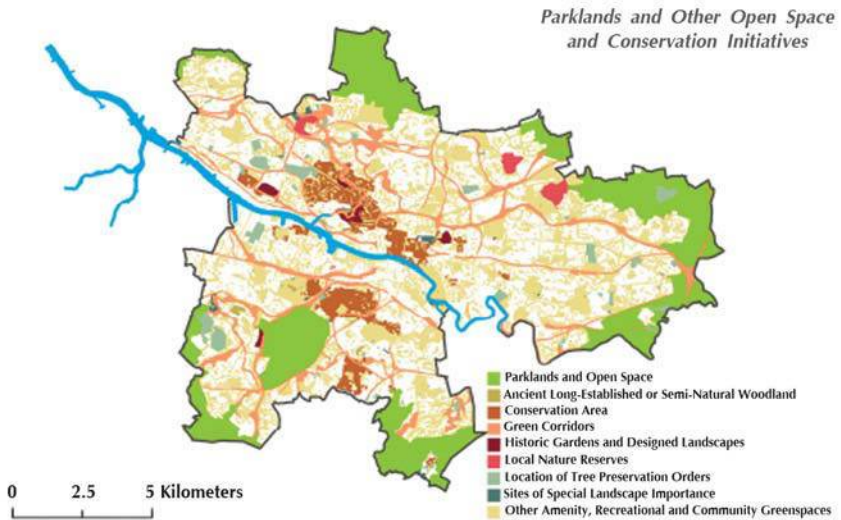 Parklands and Other Open Space
and Conservation Initiatives
Parklands and Open Space
Ancient Long-Established or Semi-Natural Woodland
Conservation Area
Green Corridors
Historic Gardens and Designed Landscapes
Local Nature Reserves
Location of Tree Preservation Orders
Sites of Special Landscape Importance
Other Amenity, Recreational and Community Greenspaces
0 2.5 5 Kilometers